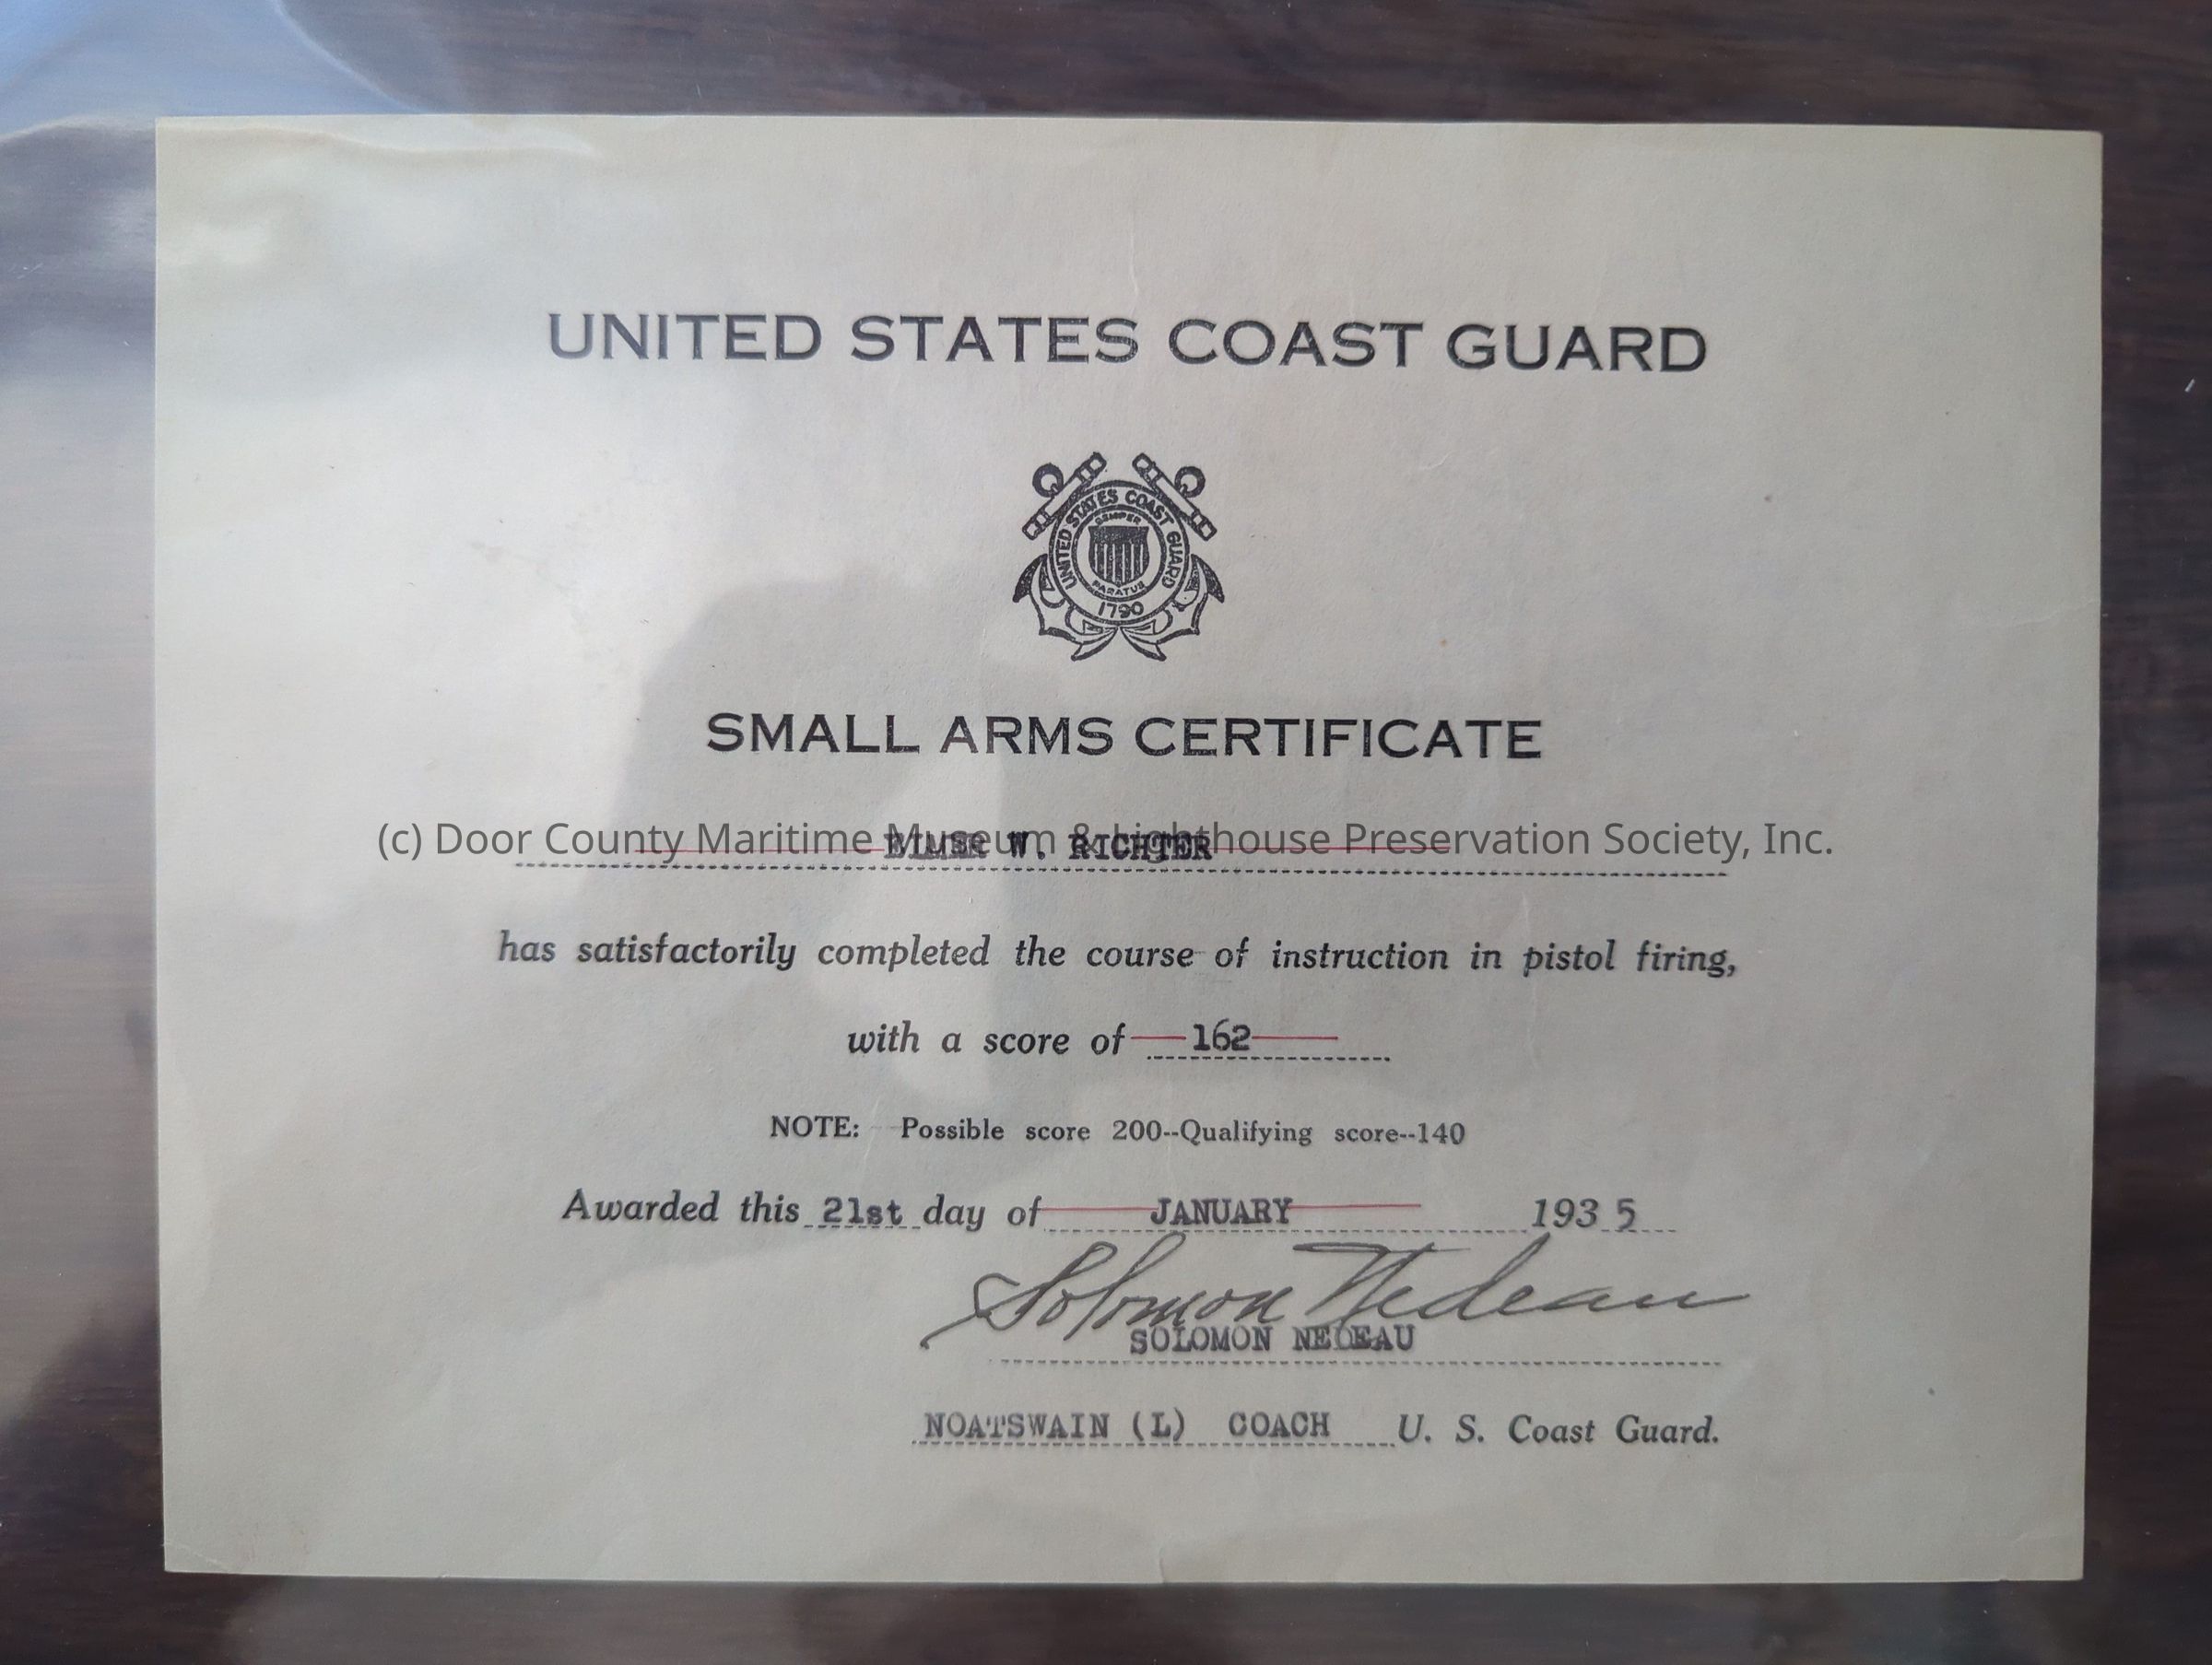 UNITED STATES COAST GUARD
UNITED STATES COAST GUARD
SEMPER
PARATUS
1790
SMALL ARMS CERTIFICATE
(c) Door County Maritime Museum & Lighthouse Preservation Society, Inc.
ELMER W. RICHTER
has satisfactorily completed the course of instruction in pistol firing,
with a score of 162
NOTE: Possible score 200--Qualifying score--140
Awarded this 21st day of JANUARY 1935
Solomon Nedeau
SOLOMON NEDEAU
NOATSWAIN (L) COACH U. S. Coast Guard.